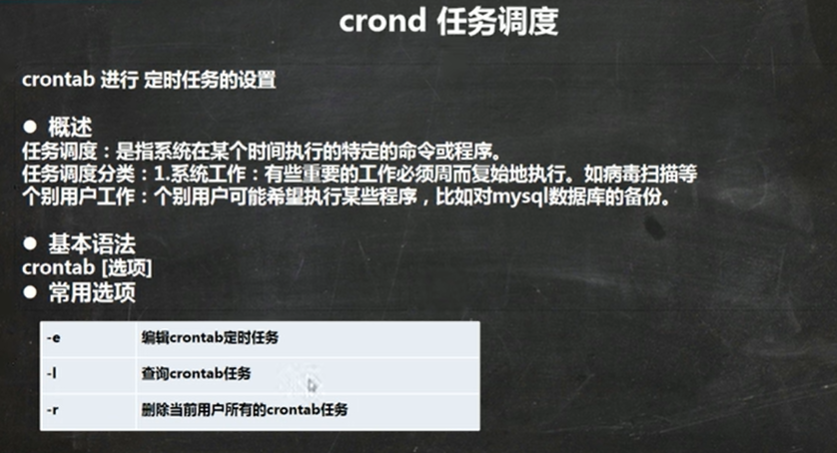 crond 任务调度
crontab 进行 定时任务的设置
● 概述
任务调度：是指系统在某个时间执行的特定的命令或程序。
任务调度分类：1.系统工作：有些重要的工作必须周而复始地执行。如病毒扫描等
个别用户工作：个别用户可能希望执行某些程序，比如对mysql数据库的备份。
● 基本语法
crontab [选项]
● 常用选项
-e 编辑crontab定时任务
-l 查询crontab任务
-r 删除当前用户所有的crontab任务